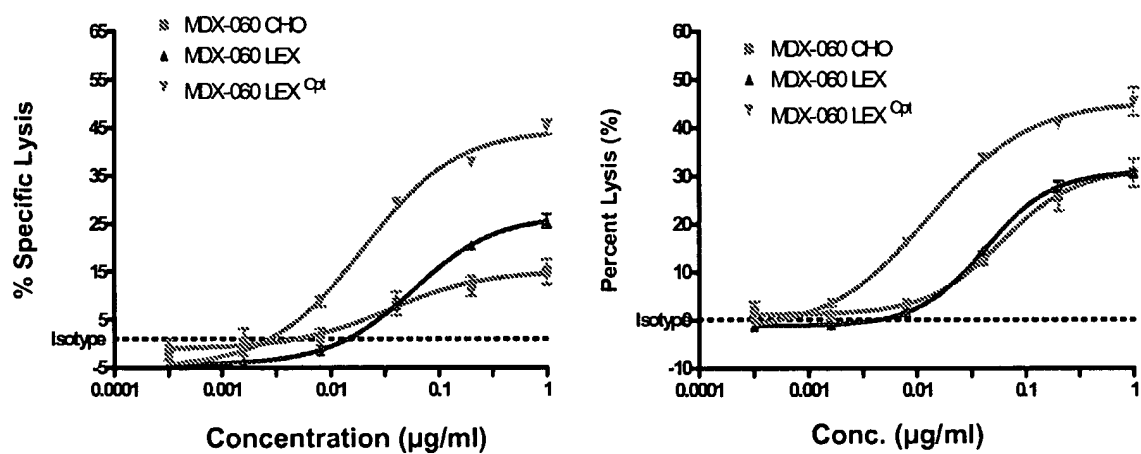 65
55
45
35
25
15
5
Isotype
-5
% Specific Lysis
MDX-060 CHO
MDX-060 LEX
MDX-060 LEX Opt
0.0001
0.001
0.01
0.1
1
Concentration (µg/ml)
60
50
40
30
20
10
Isotype
0
-10
Percent Lysis (%)
MDX-060 CHO
MDX-060 LEX
MDX-060 LEX Opt
0.0001
0.001
0.01
0.1
1
Conc. (µg/ml)